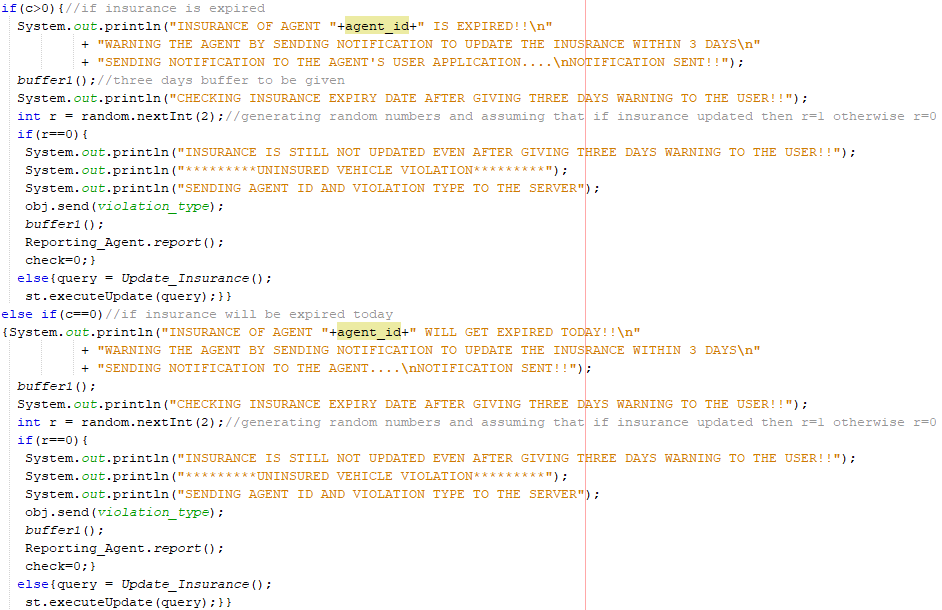 if(c>0){//if insurance is expired
System.out.println("INSURANCE OF AGENT "+agent_id+" IS EXPIRED!!\n"
+ "WARNING THE AGENT BY SENDING NOTIFICATION TO UPDATE THE INUSRANCE WITHIN 3 DAYS\n"
+ "SENDING NOTIFICATION TO THE AGENT'S USER APPLICATION....\nNOTIFICATION SENT!!");
buffer1();//three days buffer to be given
System.out.println("CHECKING INSURANCE EXPIRY DATE AFTER GIVING THREE DAYS WARNING TO THE USER!!");
int r = random.nextInt(2);//generating random numbers and assuming that if insurance updated then r=1 otherwise r=0
if(r==0){
System.out.println("INSURANCE IS STILL NOT UPDATED EVEN AFTER GIVING THREE DAYS WARNING TO THE USER!!");
System.out.println("*********UNINSURED VEHICLE VIOLATION*********");
System.out.println("SENDING AGENT ID AND VIOLATION TYPE TO THE SERVER");
obj.send(violation_type);
buffer1();
Reporting_Agent.report();
check=0;}
else{query = Update_Insurance();
st.executeUpdate(query);}}
else if(c==0)//if insurance will be expired today
{System.out.println("INSURANCE OF AGENT "+agent_id+" WILL GET EXPIRED TODAY!!\n"
+ "WARNING THE AGENT BY SENDING NOTIFICATION TO UPDATE THE INUSRANCE WITHIN 3 DAYS\n"
+ "SENDING NOTIFICATION TO THE AGENT....\nNOTIFICATION SENT!!");
buffer1();
System.out.println("CHECKING INSURANCE EXPIRY DATE AFTER GIVING THREE DAYS WARNING TO THE USER!!");
int r = random.nextInt(2);//generating random numbers and assuming that if insurance updated then r=1 otherwise r=0
if(r==0){
System.out.println("INSURANCE IS STILL NOT UPDATED EVEN AFTER GIVING THREE DAYS WARNING TO THE USER!!");
System.out.println("*********UNINSURED VEHICLE VIOLATION*********");
System.out.println("SENDING AGENT ID AND VIOLATION TYPE TO THE SERVER");
obj.send(violation_type);
buffer1();
Reporting_Agent.report();
check=0;}
else{query = Update_Insurance();
st.executeUpdate(query);}}